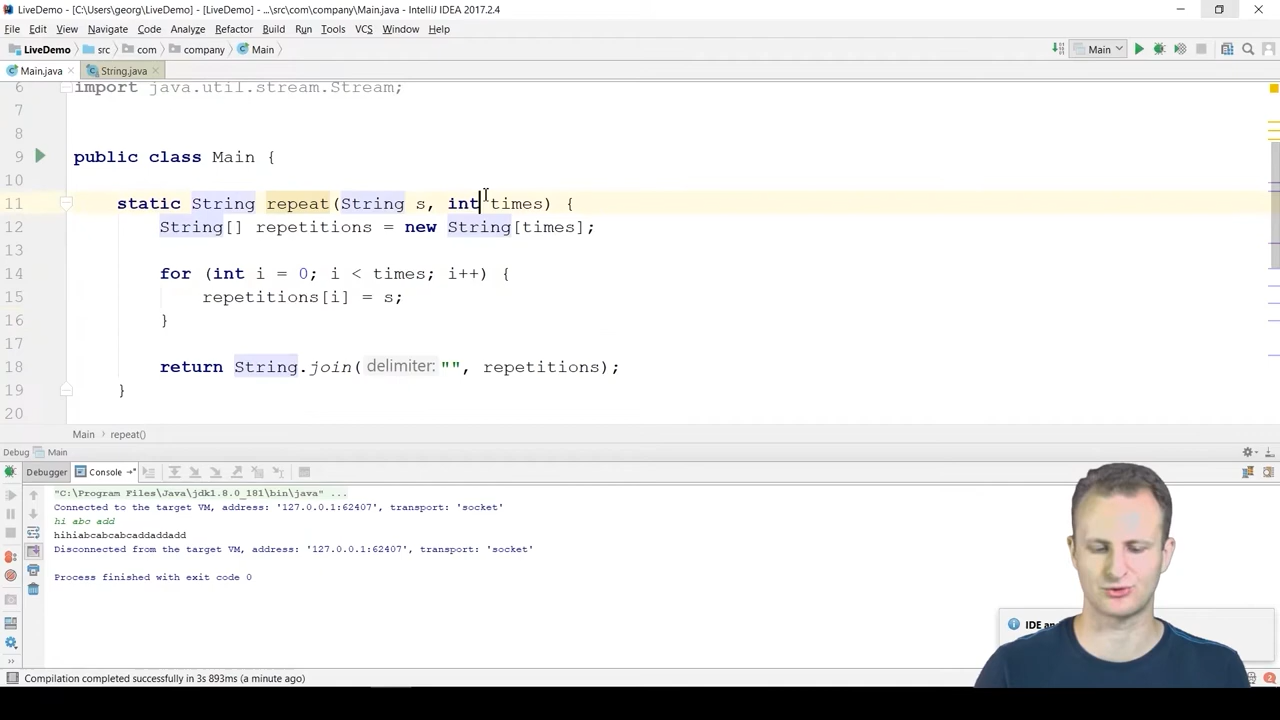 LiveDemo - [C:\Users\georg\LiveDemo] - [LiveDemo] - ...\src\com\company\Main.java - IntelliJ IDEA 2017.2.4
File Edit View Navigate Code Analyze Refactor Build Run Tools VCS Window Help
LiveDemo src com company Main Main
Main.java String.java
6 import java.util.stream.Stream;
7
8
9 public class Main {
10
11 static String repeat(String s, int times) {
12 String[] repetitions = new String[times];
13
14 for (int i = 0; i < times; i++) {
15 repetitions[i] = s;
16 }
17
18 return String.join( delimiter: "", repetitions);
19 }
20
Main repeat()
Debug Main
Debugger Console
"C:\Program Files\Java\jdk1.8.0_181\bin\java" ...
Connected to the target VM, address: '127.0.0.1:62407', transport: 'socket'
hi abc add
hihiabcabcabcaddaddadd
Disconnected from the target VM, address: '127.0.0.1:62407', transport: 'socket'
Process finished with exit code 0
IDE
Compilation completed successfully in 3s 893ms (a minute ago)
2